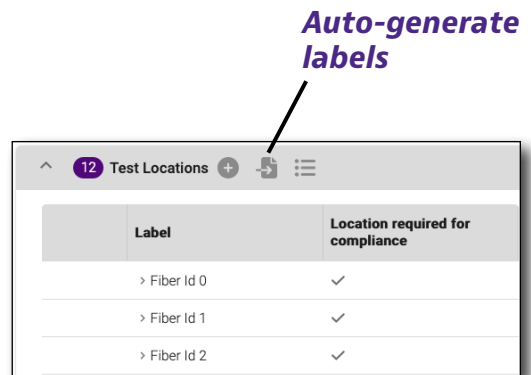 Auto-generate
labels
12 Test Locations
Label
Location required for
compliance
Fiber Id 0
Fiber Id 1
Fiber Id 2